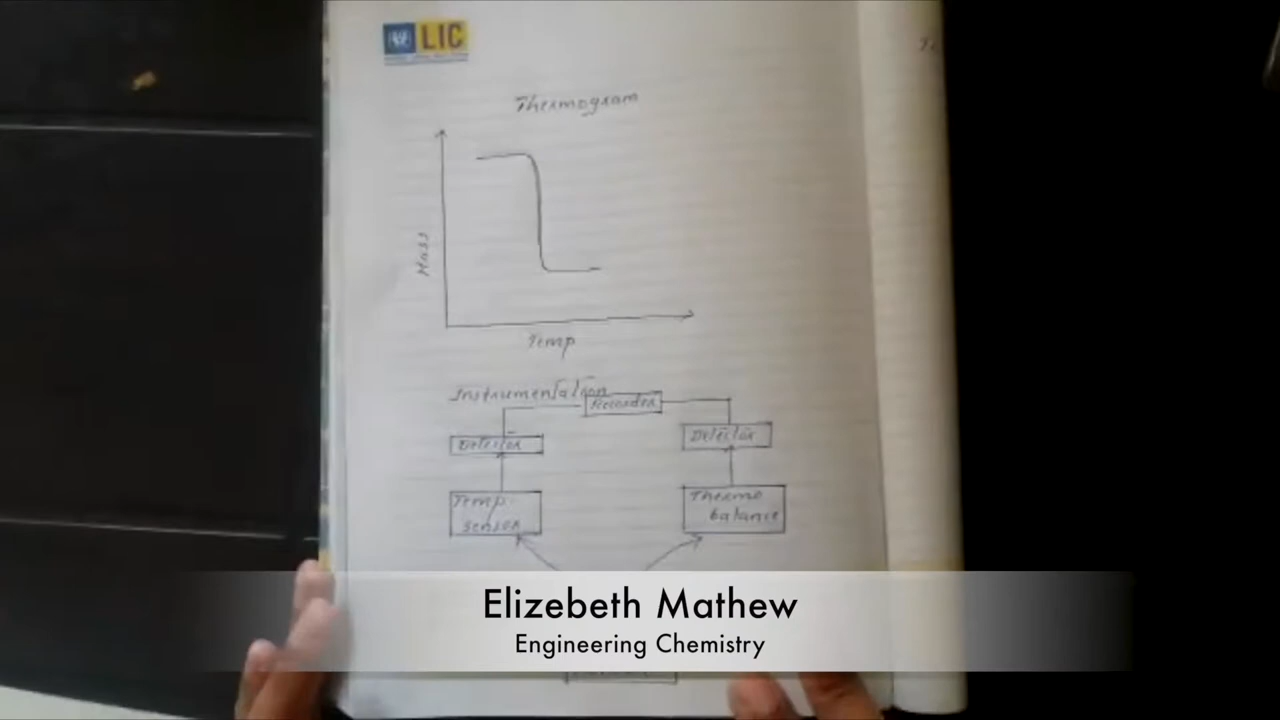 LIC
Thermogram
Mass
Temp
Instrumentation
Recorder
Detector
Detector
Temp. sensor
Thermo balance
Elizebeth Mathew
Engineering Chemistry